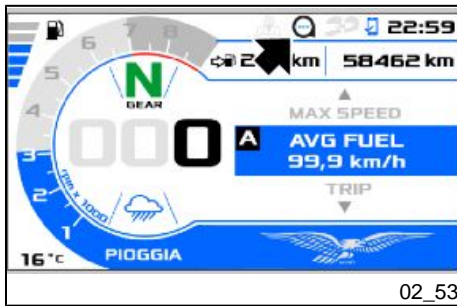 22:59
8
7
6
5
4
3
2
1
rpm x 1000
2 km
58462 km
N
GEAR
000
MAX SPEED
A
AVG FUEL
99,9 km/h
TRIP
16°C
PIOGGIA
02_53